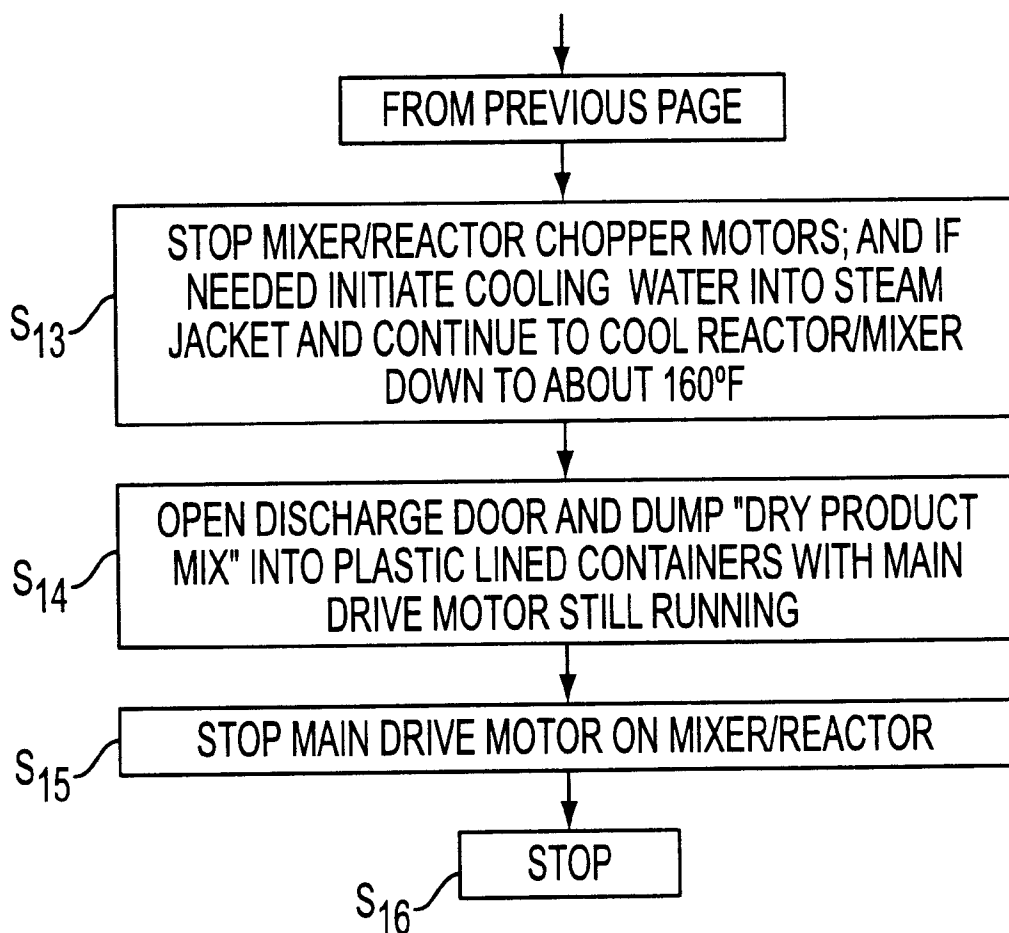 FROM PREVIOUS PAGE
STOP MIXER/REACTOR CHOPPER MOTORS; AND IF
NEEDED INITIATE COOLING WATER INTO STEAM
JACKET AND CONTINUE TO COOL REACTOR/MIXER
DOWN TO ABOUT 160ºF
S13
OPEN DISCHARGE DOOR AND DUMP "DRY PRODUCT
MIX" INTO PLASTIC LINED CONTAINERS WITH MAIN
DRIVE MOTOR STILL RUNNING
S14
STOP MAIN DRIVE MOTOR ON MIXER/REACTOR
S15
STOP
S16